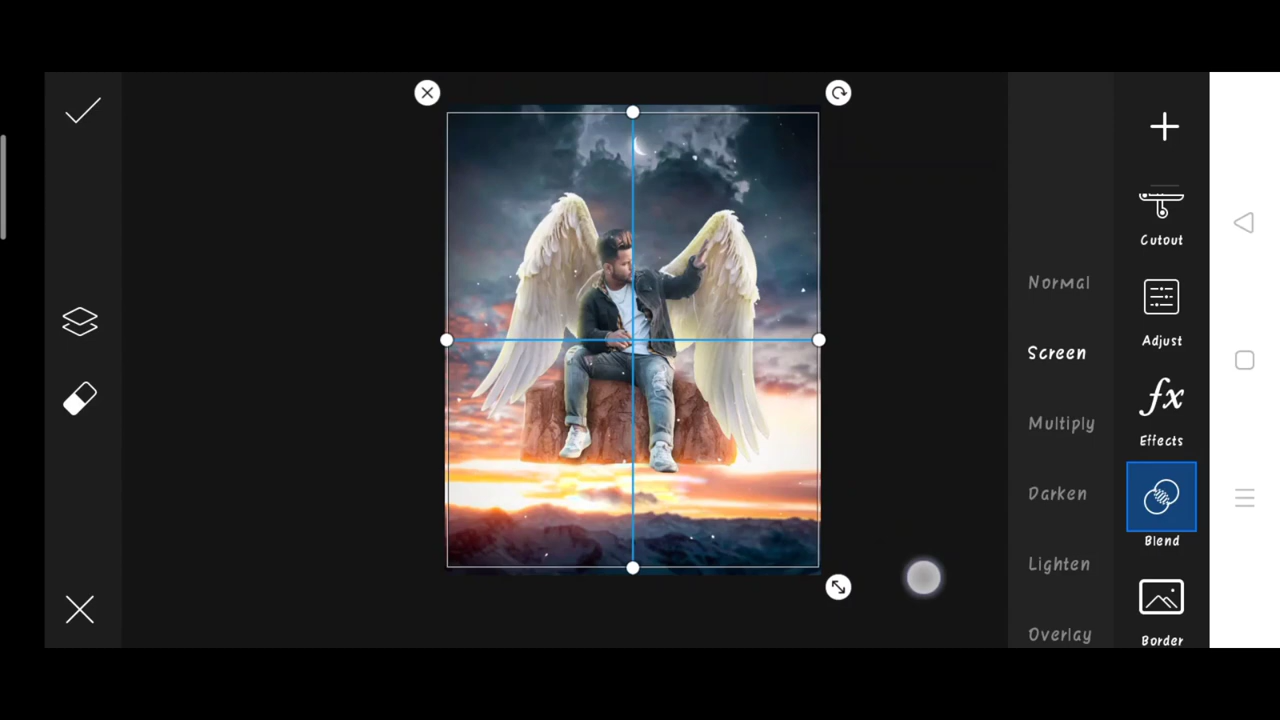 Normal
Screen
Multiply
Darken
Lighten
Overlay
Cutout
Adjust
fx
Effects
Blend
Border